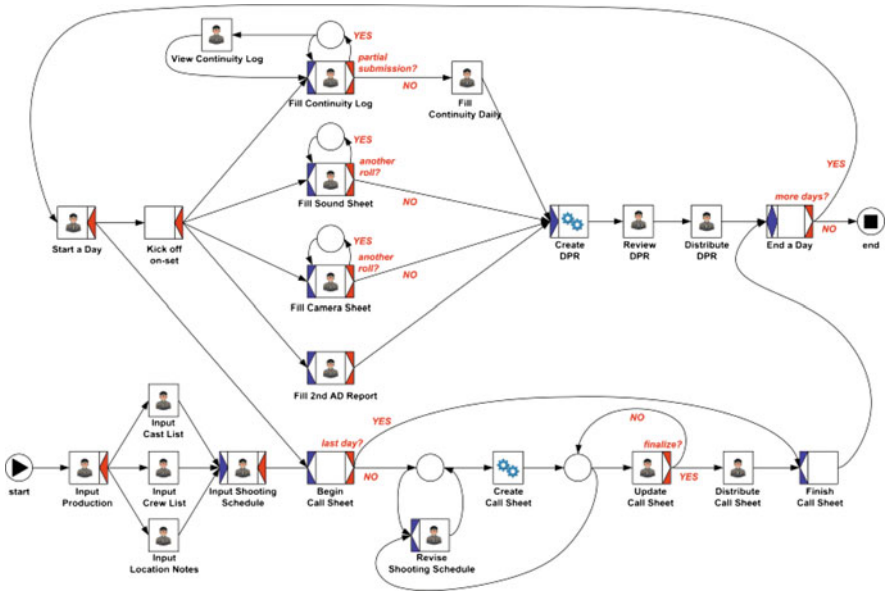 YES
View Continuity Log
partial
submission?
Fill Continuity Log
NO
Fill
Continuity Daily
YES
another
roll?
Fill Sound Sheet
NO
YES
more days?
Start a Day
Kick off
on-set
Create
DPR
Review
DPR
Distribute
DPR
End a Day
NO
end
YES
another
roll?
NO
Fill Camera Sheet
Fill 2nd AD Report
Input
Cast List
YES
NO
last day?
finalize?
start
Input
Production
Input
Crew List
Input Shooting
Schedule
Begin
Call Sheet
NO
Create
Call Sheet
Update
Call Sheet
YES
Distribute
Call Sheet
Finish
Call Sheet
Input
Location Notes
Revise
Shooting Schedule